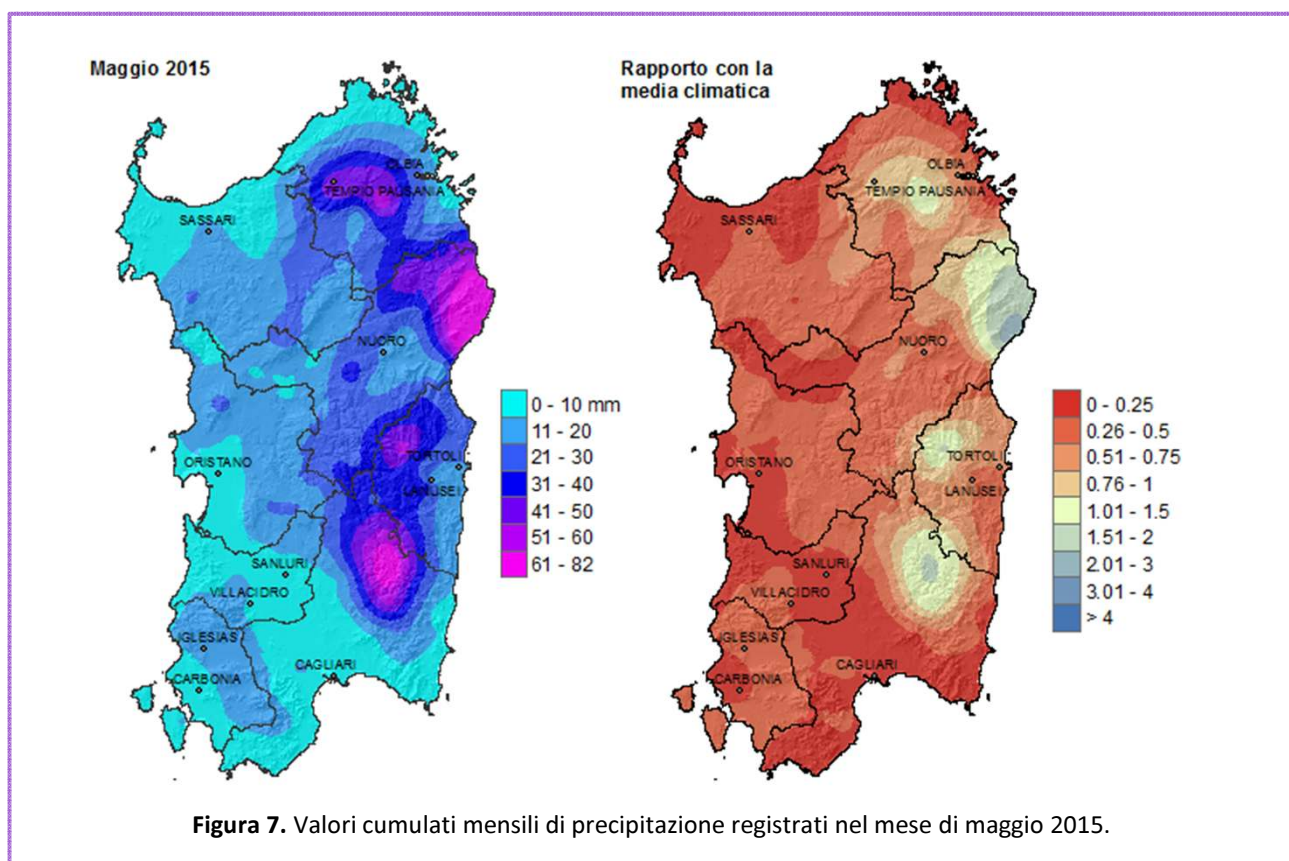 Maggio 2015
OLBIA
TEMPIO PAUSANIA
SASSARI
NUORO
ORISTANO
TORTOLI
LANUSEI
SANLURI
VILLACIDRO
IGLESIAS
CARBONIA
CAGLIARI
0 - 10 mm
11 - 20
21 - 30
31 - 40
41 - 50
51 - 60
61 - 82
Rapporto con la
media climatica
OLBIA
TEMPIO PAUSANIA
SASSARI
NUORO
ORISTANO
TORTOLI
LANUSEI
SANLURI
VILLACIDRO
IGLESIAS
CARBONIA
CAGLIARI
0 - 0.25
0.26 - 0.5
0.51 - 0.75
0.76 - 1
1.01 - 1.5
1.51 - 2
2.01 - 3
3.01 - 4
> 4
Figura 7. Valori cumulati mensili di precipitazione registrati nel mese di maggio 2015.